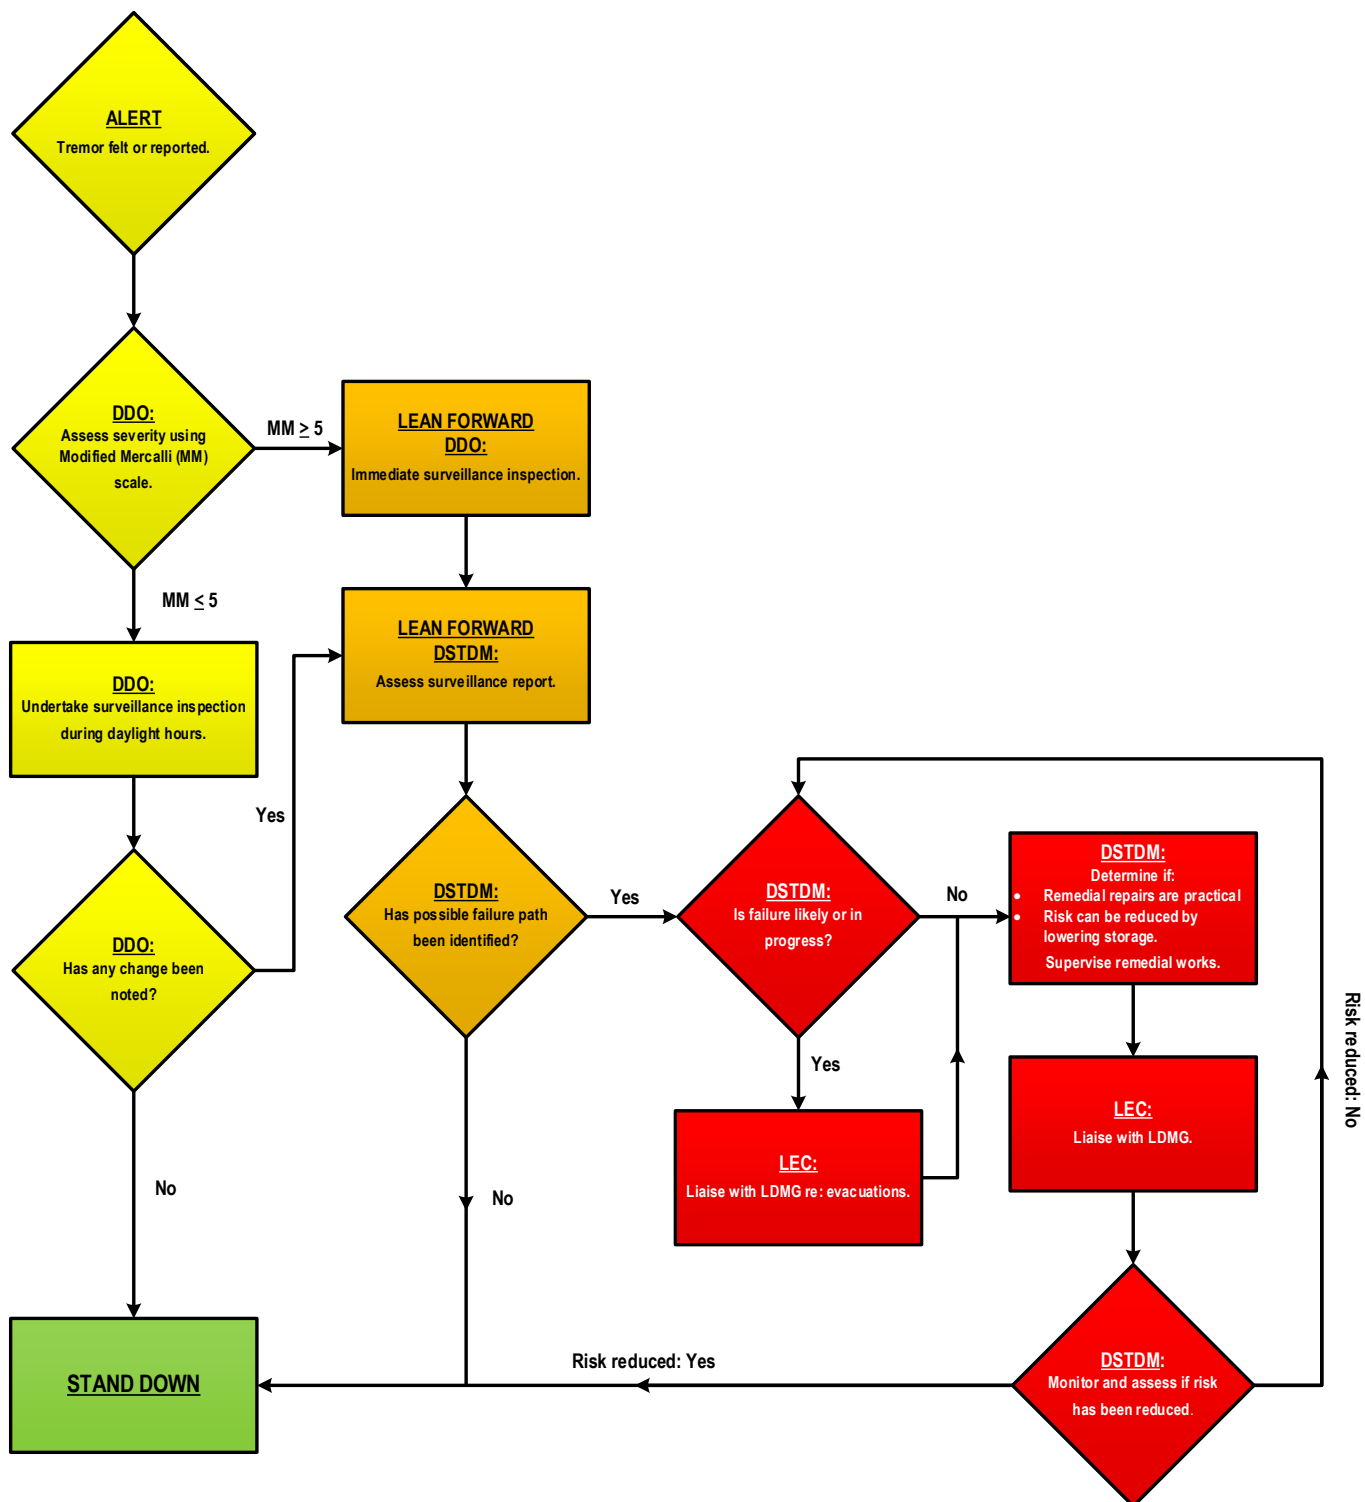 ALERT
Tremor felt or reported.
DDO:
Assess severity using
Modified Mercalli (MM)
scale.
MM ≥ 5
LEAN FORWARD
DDO:
Immediate surveillance inspection.
MM ≤ 5
DDO:
Undertake surveillance inspection
during daylight hours.
LEAN FORWARD
DSTDM:
Assess surveillance report.
Yes
DDO:
Has any change been
noted?
No
DSTDM:
Has possible failure path
been identified?
Yes
No
DSTDM:
Is failure likely or in
progress?
No
Yes
LEC:
Liaise with LDMG re: evacuations.
DSTDM:
Determine if:
• Remedial repairs are practical
• Risk can be reduced by
lowering storage.
Supervise remedial works.
LEC:
Liaise with LDMG.
Risk reduced: No
DSTDM:
Monitor and assess if risk
has been reduced.
Risk reduced: Yes
STAND DOWN